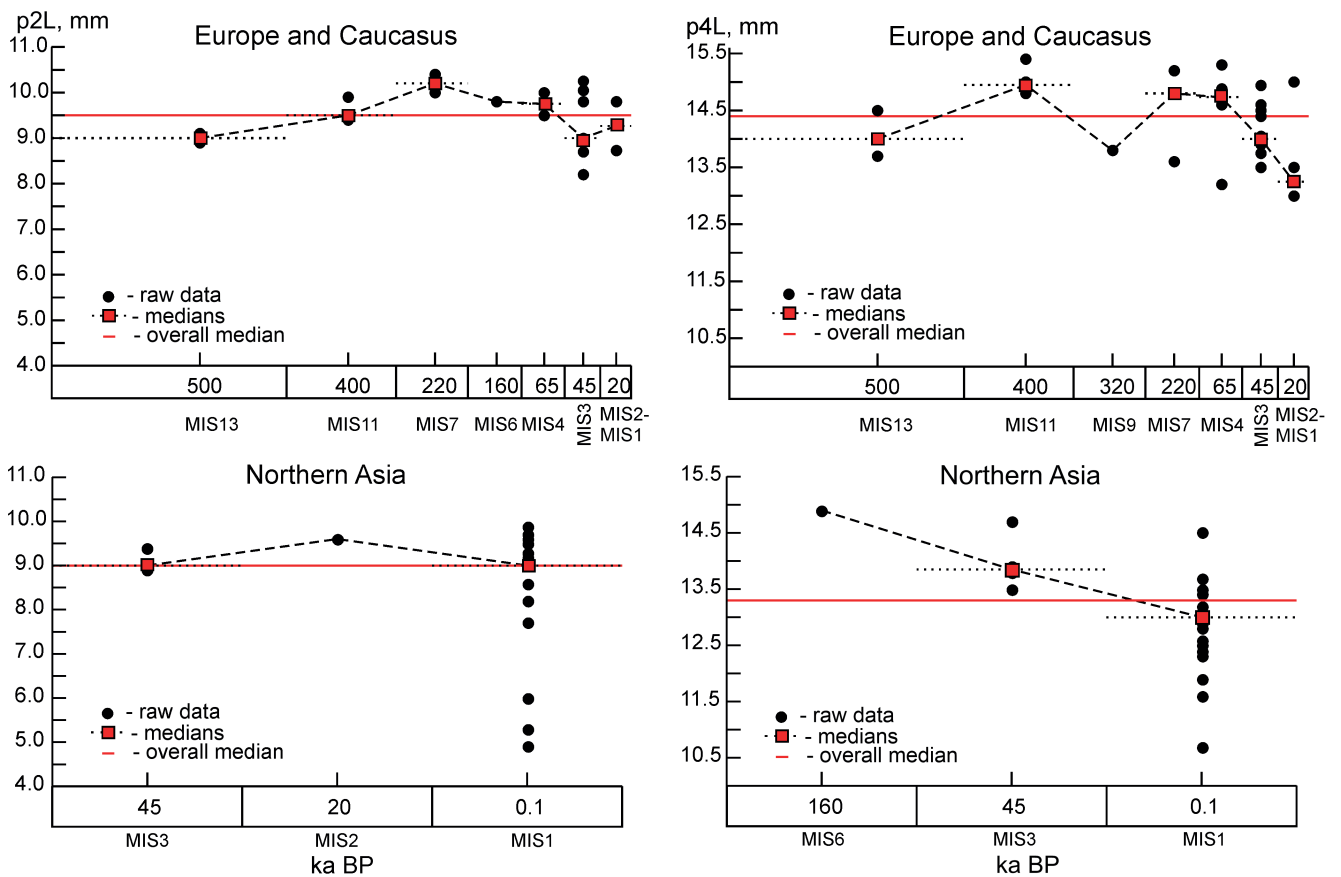 p2L, mm
Europe and Caucasus
11.0
10.0
9.0
8.0
7.0
6.0
5.0
4.0
- raw data
- medians
- overall median
500 400 220 160 65 45 20
MIS13 MIS11 MIS7 MIS6 MIS4 MIS3 MIS2-
MIS1
p4L, mm
Europe and Caucasus
15.5
14.5
13.5
12.5
11.5
10.5
- raw data
- medians
- overall median
500 400 320 220 65 45 20
MIS13 MIS11 MIS9 MIS7 MIS4 MIS3 MIS2-
MIS1
Northern Asia
11.0
10.0
9.0
8.0
7.0
6.0
5.0
4.0
- raw data
- medians
- overall median
45 20 0.1
MIS3 MIS2 MIS1
ka BP
Northern Asia
15.5
14.5
13.5
12.5
11.5
10.5
- raw data
- medians
- overall median
160 45 0.1
MIS6 MIS3 MIS1
ka BP